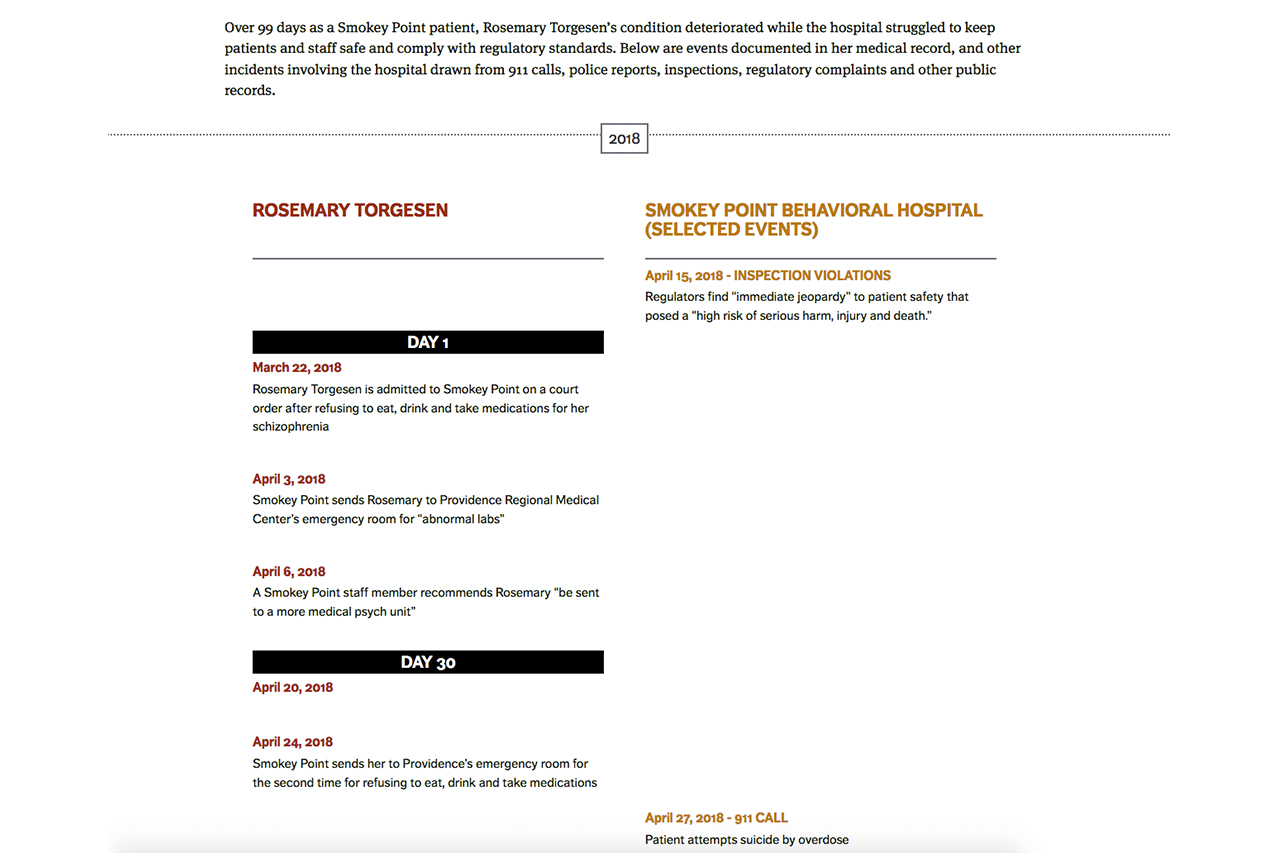 Over 99 days as a Smokey Point patient, Rosemary Torgesen’s condition deteriorated while the hospital struggled to keep
patients and staff safe and comply with regulatory standards. Below are events documented in her medical record, and other
incidents involving the hospital drawn from 911 calls, police reports, inspections, regulatory complaints and other public
records.
2018
ROSEMARY TORGESEN
DAY 1
March 22, 2018
Rosemary Torgesen is admitted to Smokey Point on a court
order after refusing to eat, drink and take medications for her
schizophrenia
April 3, 2018
Smokey Point sends Rosemary to Providence Regional Medical
Center’s emergency room for “abnormal labs”
April 6, 2018
A Smokey Point staff member recommends Rosemary “be sent
to a more medical psych unit”
DAY 30
April 20, 2018
April 24, 2018
Smokey Point sends her to Providence’s emergency room for
the second time for refusing to eat, drink and take medications
SMOKEY POINT BEHAVIORAL HOSPITAL
(SELECTED EVENTS)
April 15, 2018 - INSPECTION VIOLATIONS
Regulators find “immediate jeopardy” to patient safety that
posed a “high risk of serious harm, injury and death.”
April 27, 2018 - 911 CALL
Patient attempts suicide by overdose